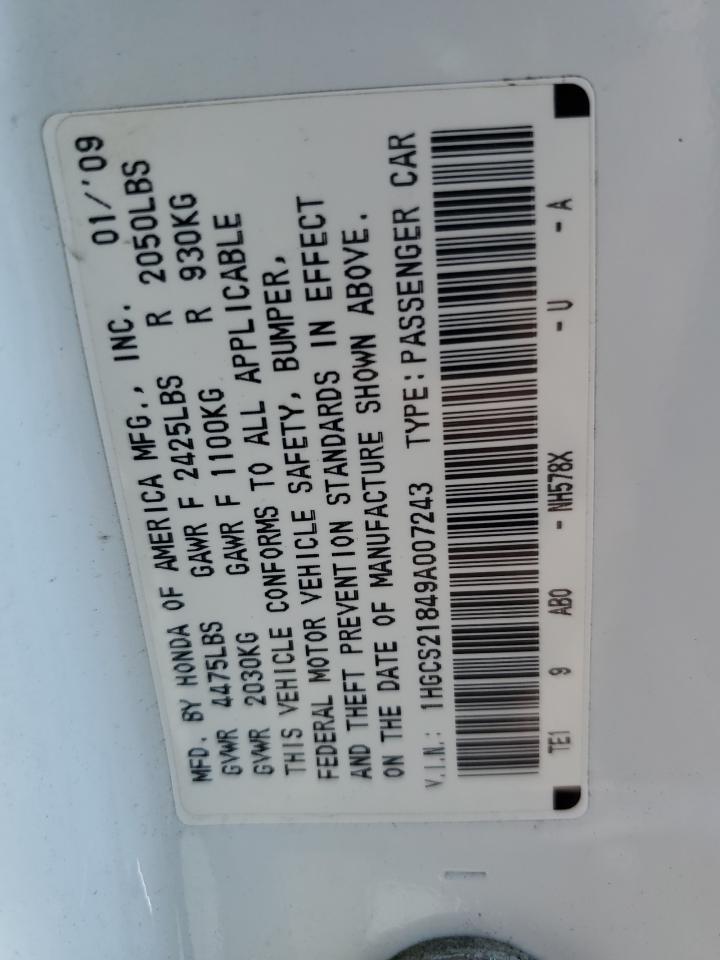 MFD. BY HONDA OF AMERICA MFG., INC. 01/'09
GVWR 4475LBS GAWR F 2425LBS R 2050LBS
GVWR 2030KG GAWR F 1100KG R 930KG
THIS VEHICLE CONFORMS TO ALL APPLICABLE
FEDERAL MOTOR VEHICLE SAFETY, BUMPER,
AND THEFT PREVENTION STANDARDS IN EFFECT
ON THE DATE OF MANUFACTURE SHOWN ABOVE.
V.I.N.: 1HGCS21849A007243 TYPE: PASSENGER CAR
TE1 9 AB0 - NH578X - U - A